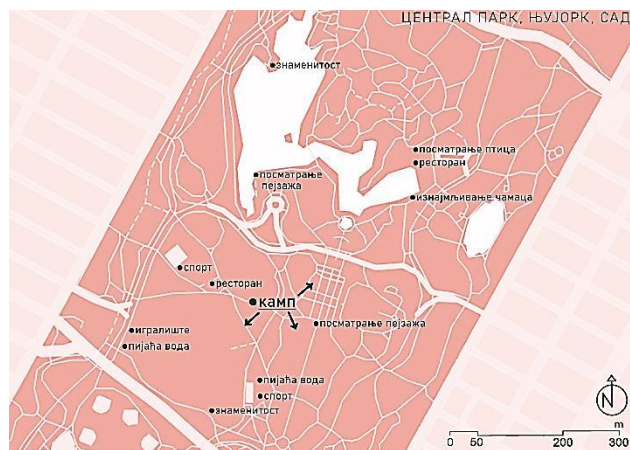 ЦЕНТРАЛ ПАРК, ЊУЈОРК, САД
знаменитост
посматрање птица
ресторан
посматрање
пејзажа
изнајмљивање чамаца
спорт
ресторан
камп
посматрање пејзажа
игралиште
пијаћа вода
пијаћа вода
спорт
знаменитост
N
m
0 50 200 300